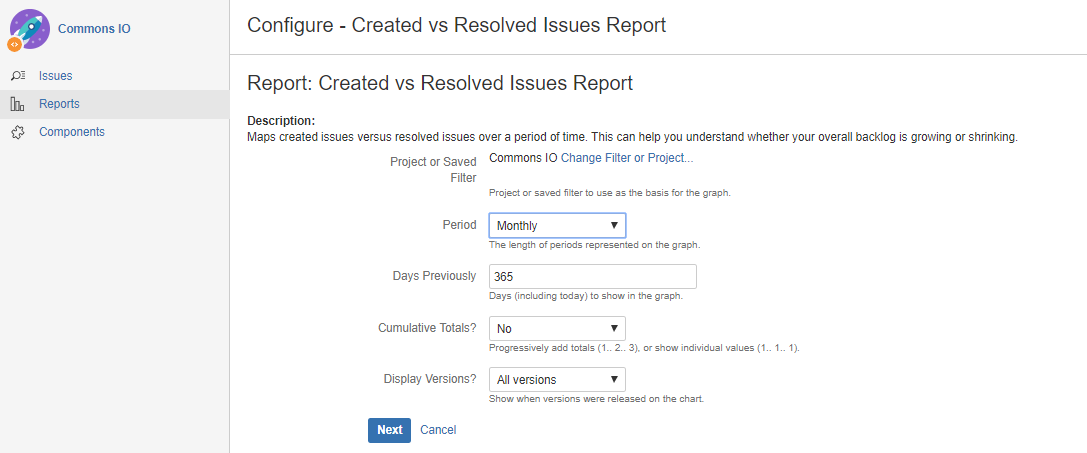 Commons IO
Issues
Reports
Components
Configure - Created vs Resolved Issues Report
Report: Created vs Resolved Issues Report
Description:
Maps created issues versus resolved issues over a period of time. This can help you understand whether your overall backlog is growing or shrinking.
Project or Saved Filter
Commons IO Change Filter or Project...
Project or saved filter to use as the basis for the graph.
Period
Monthly
The length of periods represented on the graph.
Days Previously
365
Days (including today) to show in the graph.
Cumulative Totals?
No
Progressively add totals (1.. 2.. 3), or show individual values (1.. 1.. 1).
Display Versions?
All versions
Show when versions were released on the chart.
Next Cancel